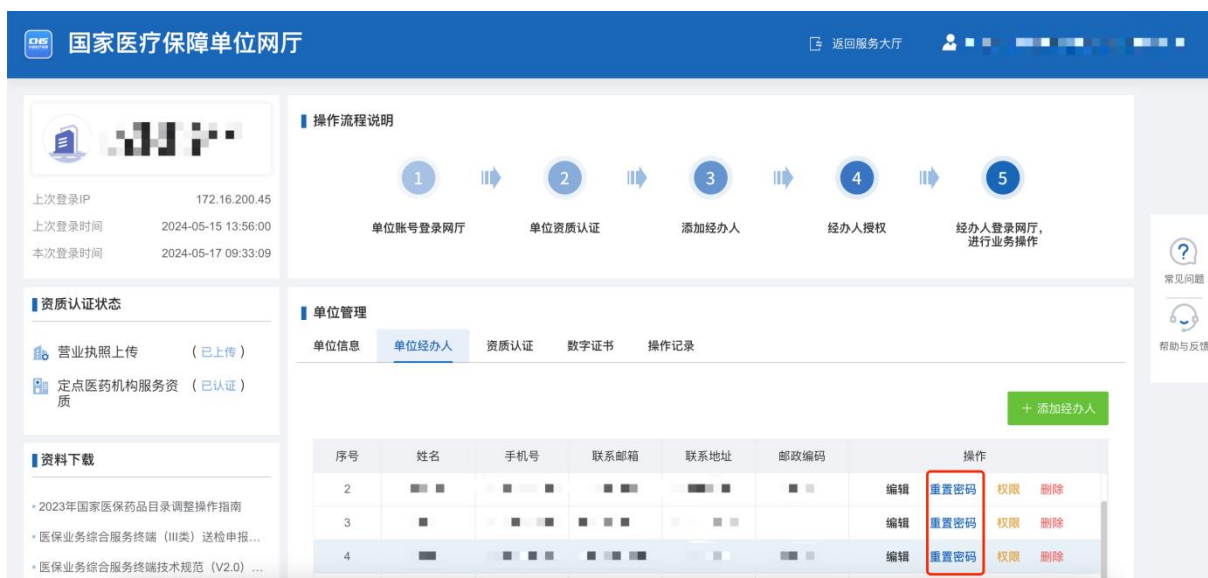 CHS
国家医疗保障单位网厅
返回服务大厅
上次登录IP 172.16.200.45
上次登录时间 2024-05-15 13:56:00
本次登录时间 2024-05-17 09:33:09
操作流程说明
1 2 3 4 5
单位账号登录网厅 单位资质认证 添加经办人 经办人授权 经办人登录网厅,
进行业务操作
常见问题
帮助与反馈
资质认证状态
营业执照上传 (已上传)
定点医药机构服务资 (已认证)
质
资料下载
• 2023年国家医保药品目录调整操作指南
• 医保业务综合服务终端(III类)送检申报...
• 医保业务综合服务终端技术规范(V2.0)...
单位管理
单位信息 单位经办人 资质认证 数字证书 操作记录
+ 添加经办人
序号 姓名 手机号 联系邮箱 联系地址 邮政编码 操作
2 编辑 重置密码 权限 删除
3 编辑 重置密码 权限 删除
4 编辑 重置密码 权限 删除